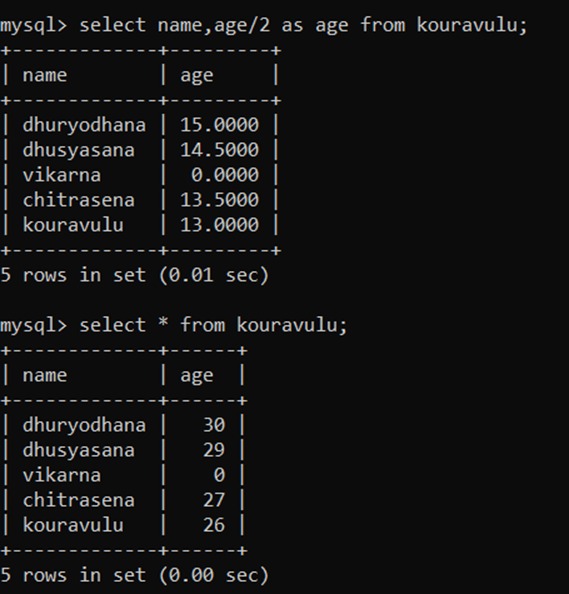 mysql> select name,age/2 as age from kouravulu;
+-------------+---------+
| name        | age     |
+-------------+---------+
| dhuryodhana | 15.0000 |
| dhusyasana  | 14.5000 |
| vikarna     |  0.0000 |
| chitrasena  | 13.5000 |
| kouravulu   | 13.0000 |
+-------------+---------+
5 rows in set (0.01 sec)
mysql> select * from kouravulu;
+-------------+------+
| name        | age  |
+-------------+------+
| dhuryodhana |   30 |
| dhusyasana  |   29 |
| vikarna     |    0 |
| chitrasena  |   27 |
| kouravulu   |   26 |
+-------------+------+
5 rows in set (0.00 sec)